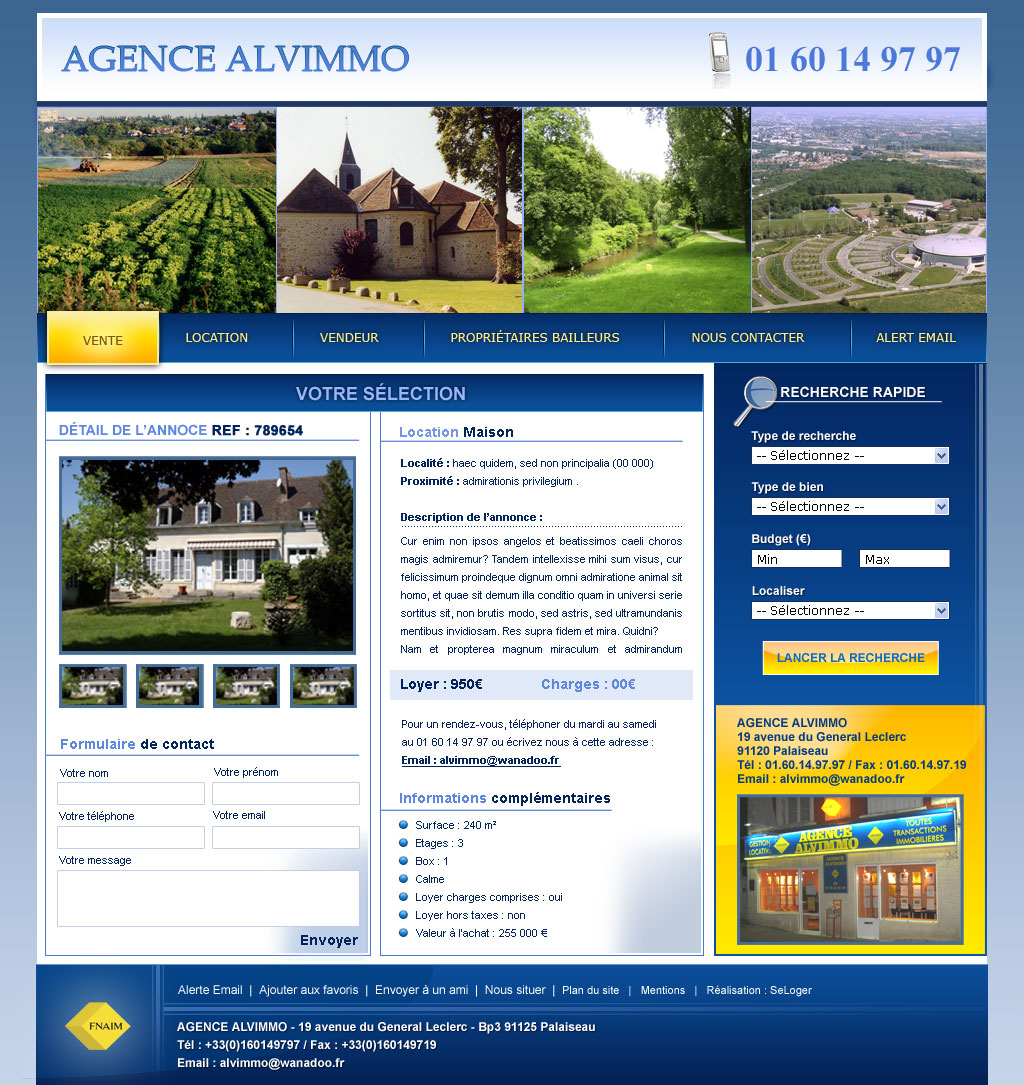 AGENCE ALVIMMO
01 60 14 97 97
VENTE
LOCATION
VENDEUR
PROPRIÉTAIRES BAILLEURS
NOUS CONTACTER
ALERT EMAIL
VOTRE SÉLECTION
DÉTAIL DE L'ANNOCE REF : 789654
Formulaire de contact
Votre nom
Votre prénom
Votre téléphone
Votre email
Votre message
Envoyer
Location Maison
Localité : haec quidem, sed non principalia (00 000)
Proximité : admirationis privilegium .
Description de l'annonce :
Cur enim non ipsos angelos et beatissimos caeli choros
magis admiremur? Tandem intellexisse mihi sum visus, cur
felicissimum proindeque dignum omni admiratione animal sit
homo, et quae sit demum illa conditio quam in universi serie
sortitus sit, non brutis modo, sed astris, sed ultramundanis
mentibus invidiosam. Res supra fidem et mira. Quidni?
Nam et propterea magnum miraculum et admirandum
Loyer : 950€
Charges : 00€
Pour un rendez-vous, téléphoner du mardi au samedi
au 01 60 14 97 97 ou écrivez nous à cette adresse :
Email : alvimmo@wanadoo.fr
Informations complémentaires
Surface : 240 m²
Etages : 3
Box : 1
Calme
Loyer charges comprises : oui
Loyer hors taxes : non
Valeur à l'achat : 255 000 €
RECHERCHE RAPIDE
Type de recherche
-- Sélectionnez --
Type de bien
-- Sélectionnez --
Budget (€)
Min
Max
Localiser
-- Sélectionnez --
LANCER LA RECHERCHE
AGENCE ALVIMMO
19 avenue du General Leclerc
91120 Palaiseau
Tél : 01.60.14.97.97 / Fax : 01.60.14.97.19
Email : alvimmo@wanadoo.fr
GESTION
LOCATIV
AGENCE
ALVIMMO
TOUTES
TRANSACTIONS
IMMOBILIERES
FNAIM
Alerte Email | Ajouter aux favoris | Envoyer à un ami | Nous situer | Plan du site | Mentions | Réalisation : SeLoger
AGENCE ALVIMMO - 19 avenue du General Leclerc - Bp3 91125 Palaiseau
Tél : +33(0)160149797 / Fax : +33(0)160149719
Email : alvimmo@wanadoo.fr